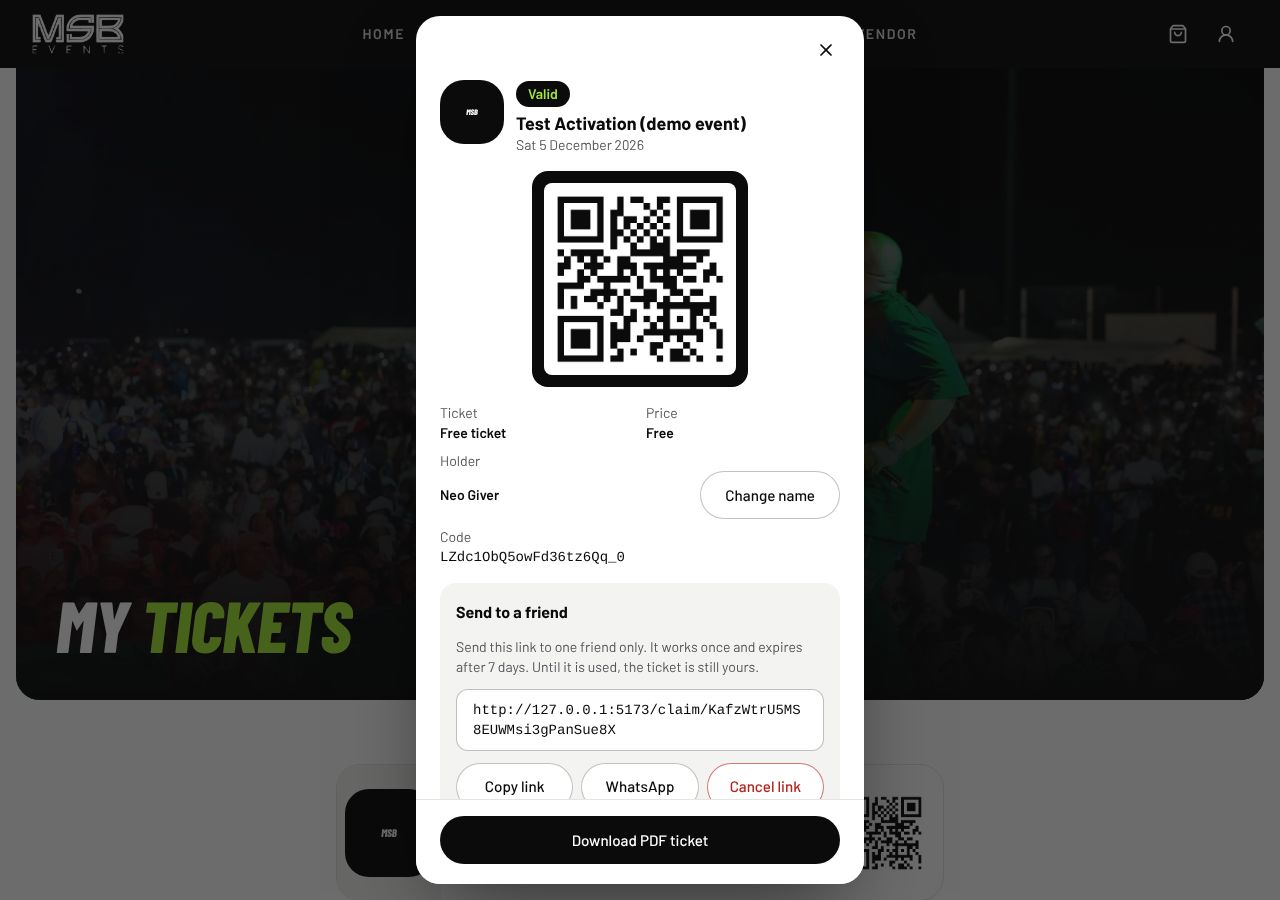 MSB
EVENTS
HOME
ENDOR
MSB
Valid
Test Activation (demo event)
Sat 5 December 2026
Ticket
Free ticket
Price
Free
Holder
Neo Giver
Change name
Code
LZdc1ObQ5owFd36tz6Qq_0
MY TICKETS
Send to a friend
Send this link to one friend only. It works once and expires
after 7 days. Until it is used, the ticket is still yours.
http://127.0.0.1:5173/claim/KafzWtrU5MS
8EUWMsi3gPanSue8X
Copy link
WhatsApp
Cancel link
MSB
Download PDF ticket